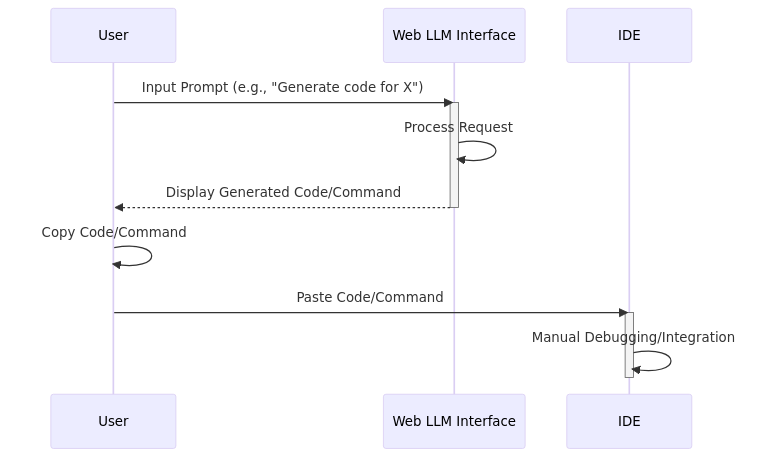 User
Web LLM Interface
IDE
Input Prompt (e.g., "Generate code for X")
Process Request
Display Generated Code/Command
Copy Code/Command
Paste Code/Command
Manual Debugging/Integration
User
Web LLM Interface
IDE